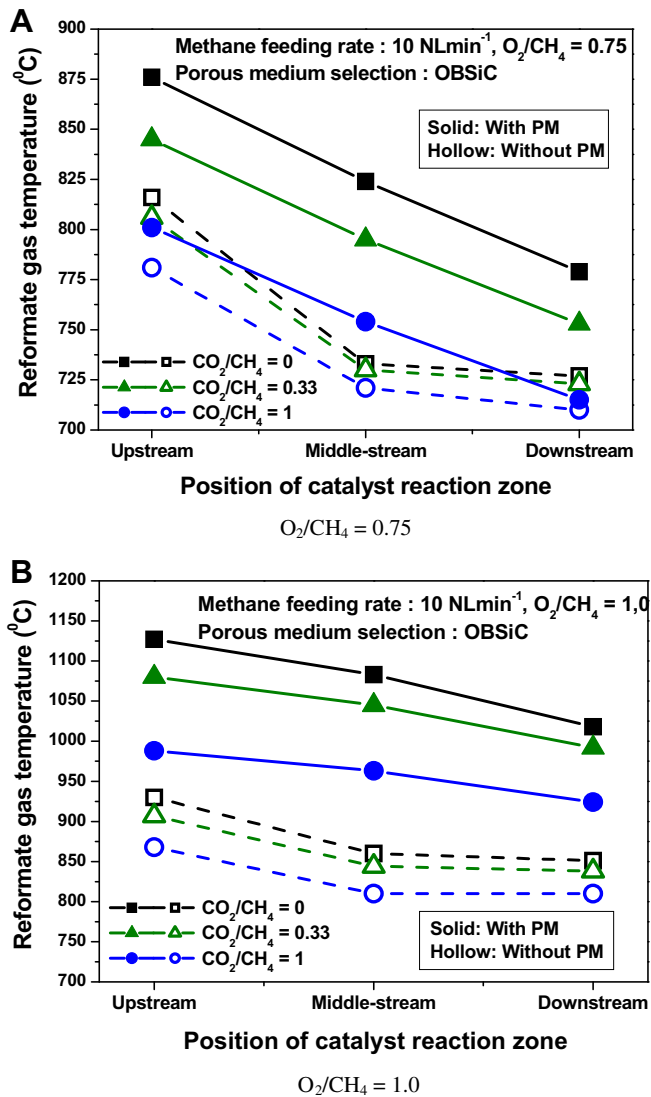 A
Methane feeding rate : 10 NLmin⁻¹, O₂/CH₄ = 0.75
Porous medium selection : OBSiC
Solid: With PM
Hollow: Without PM
CO₂/CH₄ = 0
CO₂/CH₄ = 0.33
CO₂/CH₄ = 1
Reformate gas temperature (⁰C)
900
875
850
825
800
775
750
725
700
Upstream Middle-stream Downstream
Position of catalyst reaction zone
O₂/CH₄ = 0.75
B
Methane feeding rate : 10 NLmin⁻¹, O₂/CH₄ = 1,0
Porous medium selection : OBSiC
CO₂/CH₄ = 0
CO₂/CH₄ = 0.33
CO₂/CH₄ = 1
Solid: With PM
Hollow: Without PM
Reformate gas temperature (⁰C)
1200
1150
1100
1050
1000
950
900
850
800
750
700
Upstream Middle-stream Downstream
Position of catalyst reaction zone
O₂/CH₄ = 1.0